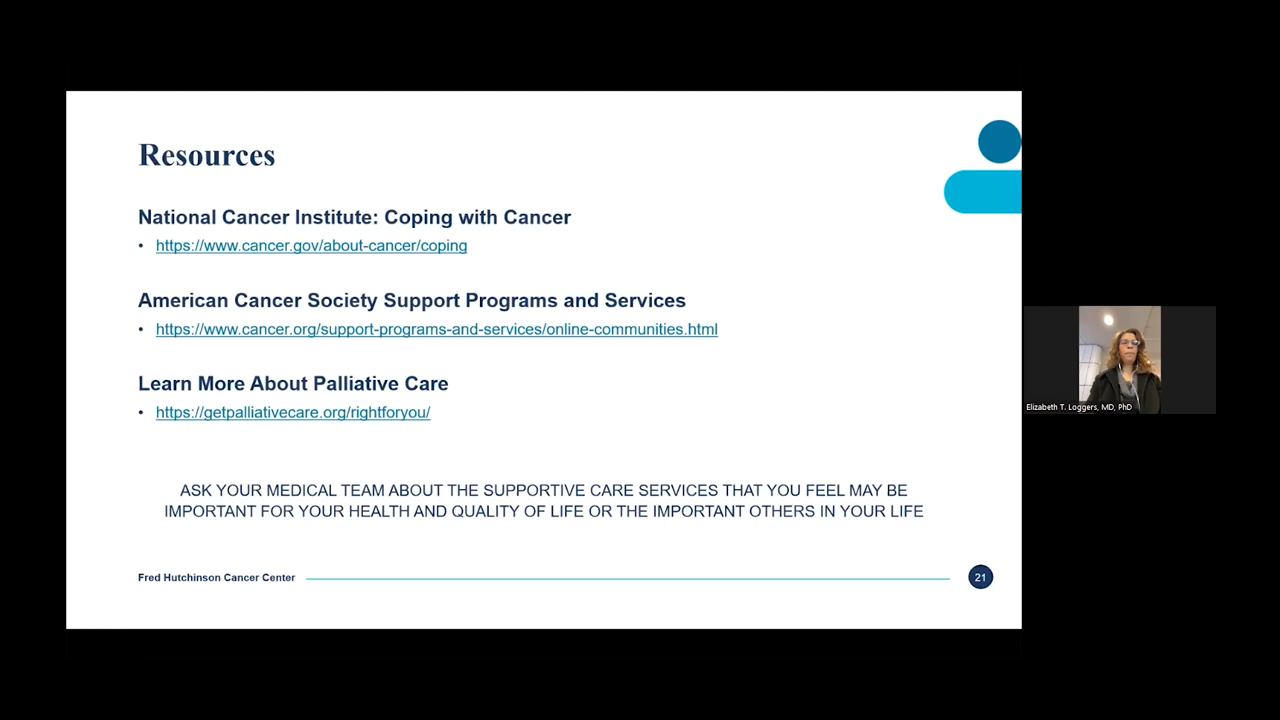 Resources
National Cancer Institute: Coping with Cancer
• https://www.cancer.gov/about-cancer/coping
American Cancer Society Support Programs and Services
• https://www.cancer.org/support-programs-and-services/online-communities.html
Learn More About Palliative Care
• https://getpalliativecare.org/rightforyou/
ASK YOUR MEDICAL TEAM ABOUT THE SUPPORTIVE CARE SERVICES THAT YOU FEEL MAY BE
IMPORTANT FOR YOUR HEALTH AND QUALITY OF LIFE OR THE IMPORTANT OTHERS IN YOUR LIFE
Fred Hutchinson Cancer Center
21
Elizabeth T. Loggers, MD, PhD